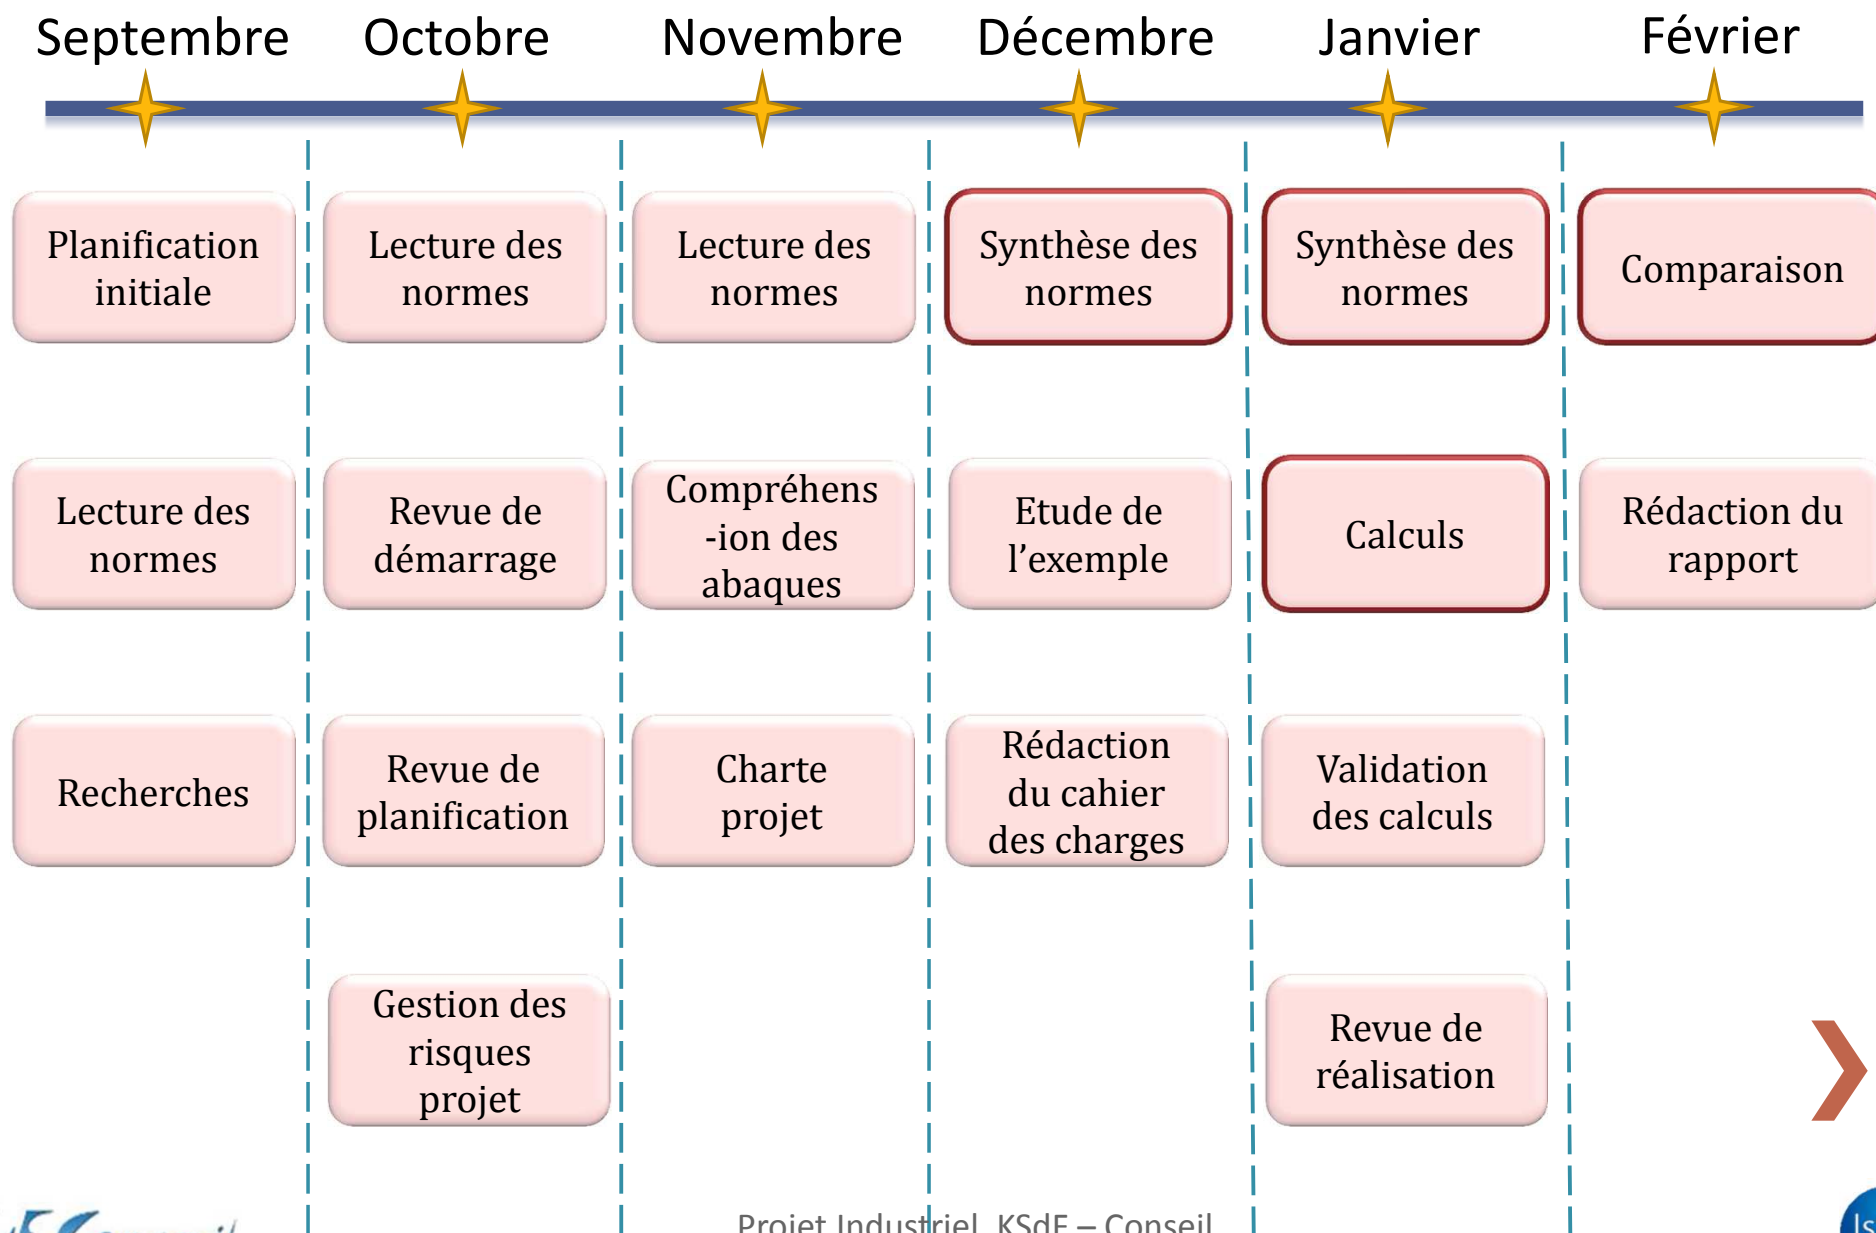 Septembre Octobre Novembre Décembre Janvier Février
Planification
initiale
Lecture des
normes
Lecture des
normes
Synthèse des
normes
Synthèse des
normes
Comparaison
Lecture des
normes
Revue de
démarrage
Compréhens
-ion des
abaques
Etude de
l’exemple
Calculs
Rédaction du
rapport
Recherches
Revue de
planification
Charte
projet
Rédaction
du cahier
des charges
Validation
des calculs
Gestion des
risques
projet
Revue de
réalisation
Projet Industriel KSdF – Conseil